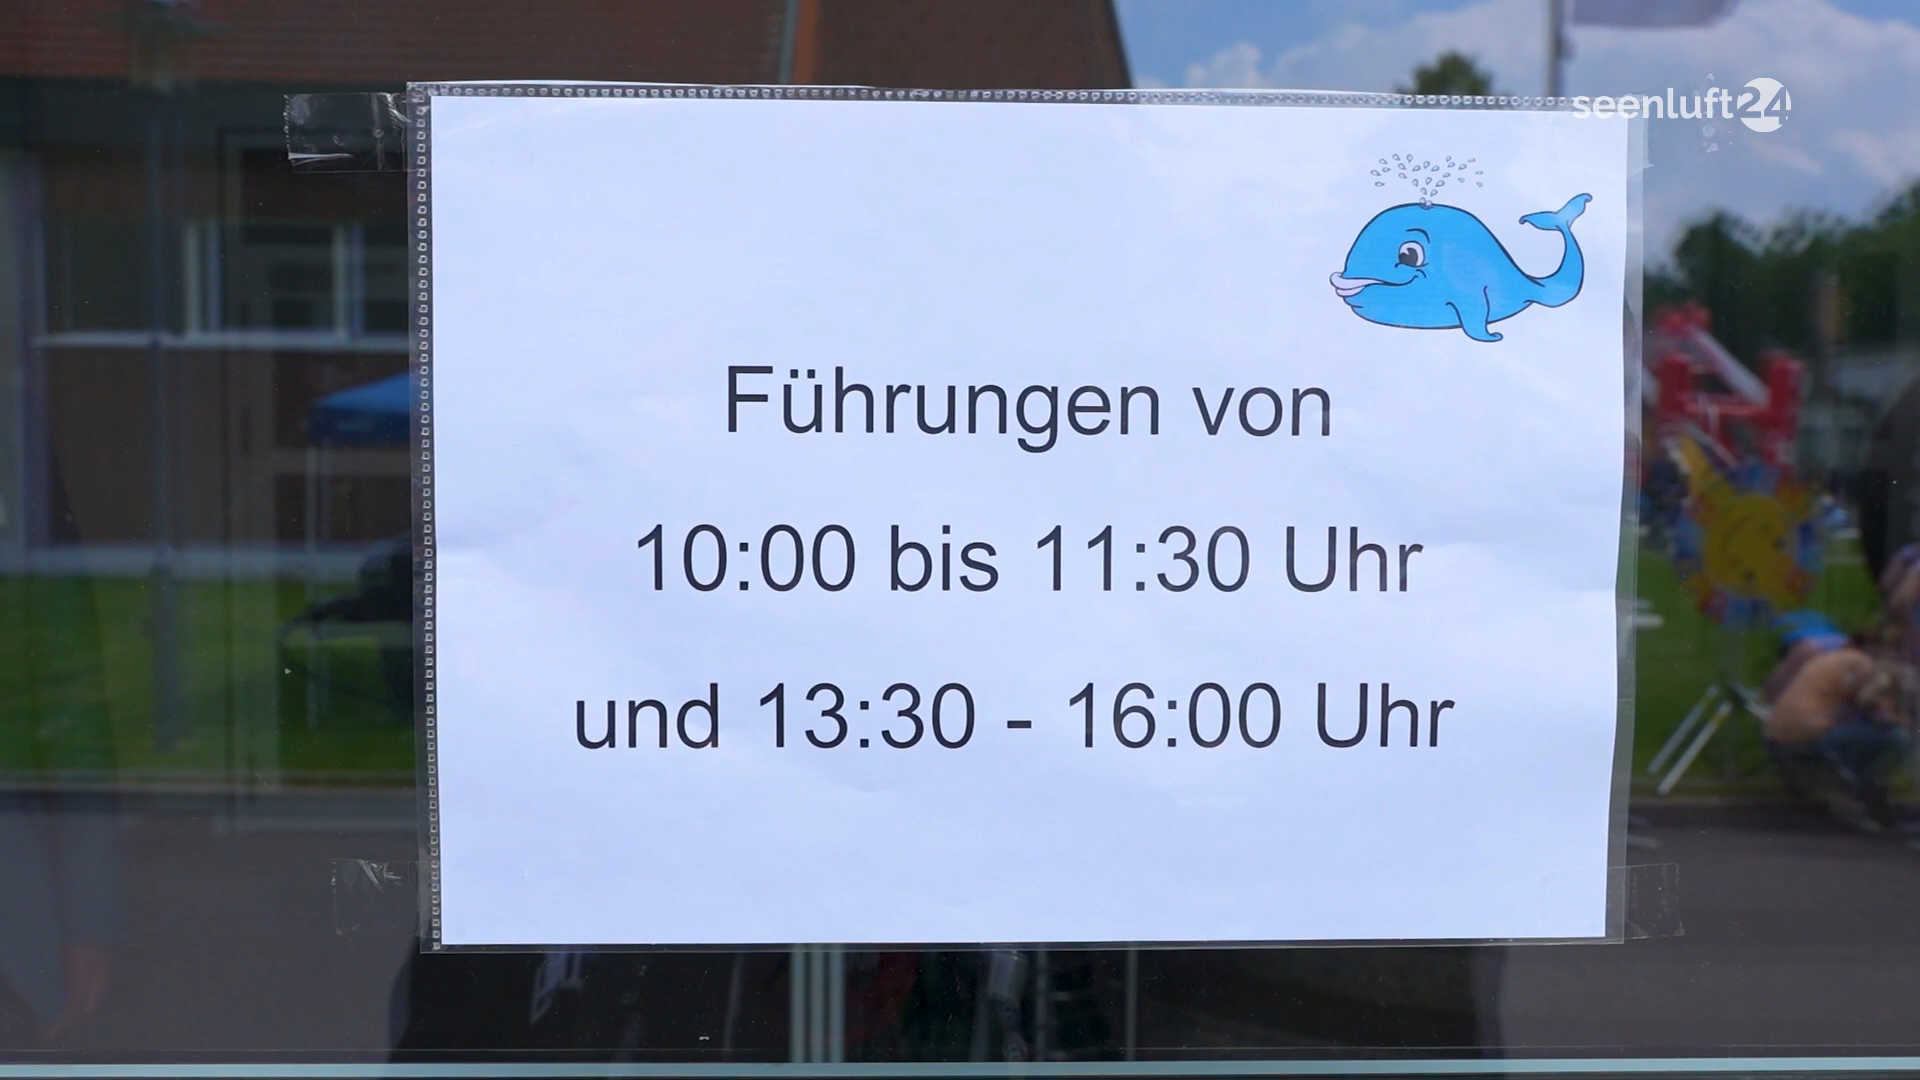 seenluft24
Führungen von
10:00 bis 11:30 Uhr
und 13:30 - 16:00 Uhr